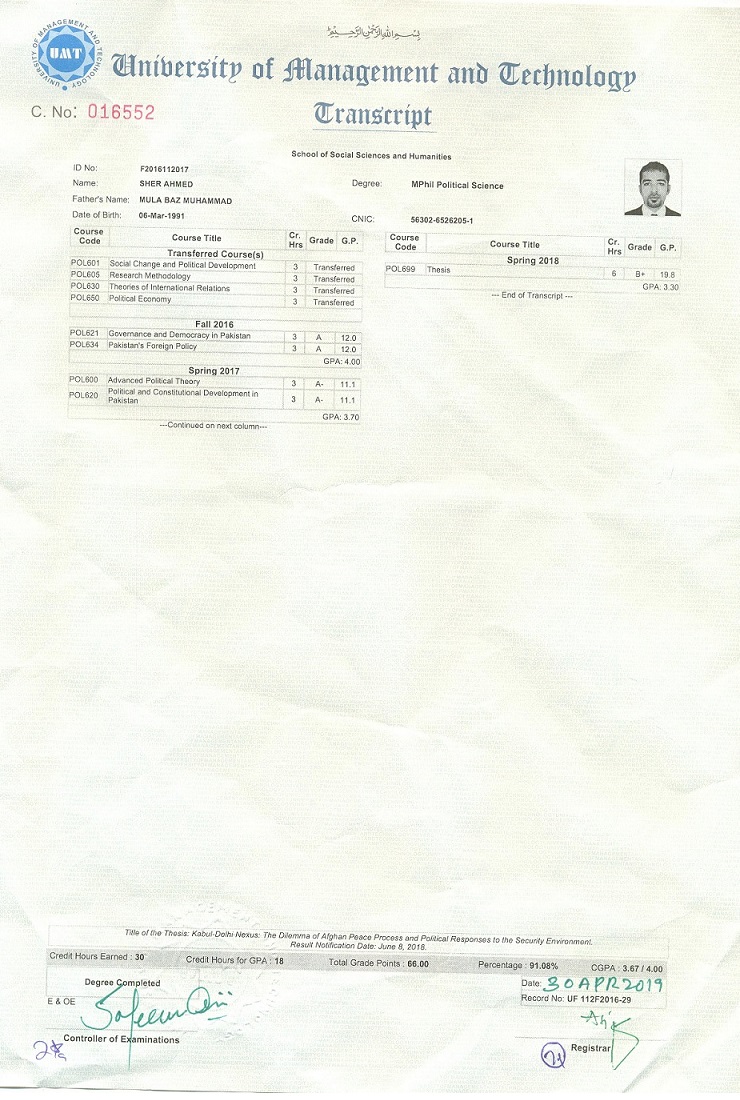 بسم الله الرحمن الرحيم
UNIVERSITY OF MANAGEMENT AND TECHNOLOGY
UMT
University of Management and Technology
C. No: 016552
Transcript
School of Social Sciences and Humanities
ID No: F2016112017
Name: SHER AHMED
Degree: MPhil Political Science
Father's Name: MULA BAZ MUHAMMAD
Date of Birth: 06-Mar-1991
CNIC: 56302-6526205-1
Course Code Course Title Cr. Hrs Grade G.P.
Transferred Course(s)
POL601 Social Change and Political Development 3 Transferred
POL605 Research Methodology 3 Transferred
POL630 Theories of International Relations 3 Transferred
POL650 Political Economy 3 Transferred
Fall 2016
POL621 Governance and Democracy in Pakistan 3 A 12.0
POL634 Pakistan's Foreign Policy 3 A 12.0
GPA: 4.00
Spring 2017
POL600 Advanced Political Theory 3 A- 11.1
POL620 Political and Constitutional Development in Pakistan 3 A- 11.1
GPA: 3.70
---Continued on next column---
Course Code Course Title Cr. Hrs Grade G.P.
Spring 2018
POL699 Thesis 6 B+ 19.8
GPA: 3.30
--- End of Transcript ---
Title of the Thesis: Kabul-Delhi Nexus: The Dilemma of Afghan Peace Process and Political Responses to the Security Environment.
Result Notification Date: June 8, 2018.
Credit Hours Earned : 30 Credit Hours for GPA : 18 Total Grade Points : 66.00 Percentage : 91.08% CGPA : 3.67 / 4.00
Degree Completed
Date: 30 APR 2019
E & OE
Record No: UF 112F2016-29
Controller of Examinations
Registrar